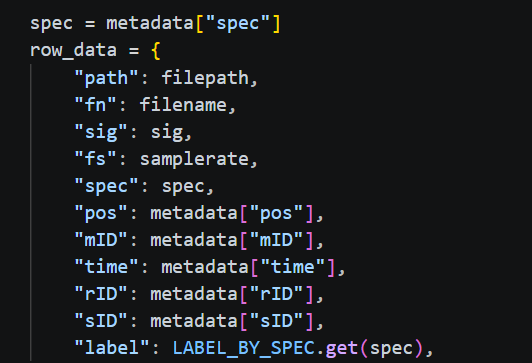 spec = metadata["spec"]
row_data = {
    "path": filepath,
    "fn": filename,
    "sig": sig,
    "fs": samplerate,
    "spec": spec,
    "pos": metadata["pos"],
    "mID": metadata["mID"],
    "time": metadata["time"],
    "rID": metadata["rID"],
    "sID": metadata["sID"],
    "label": LABEL_BY_SPEC.get(spec),